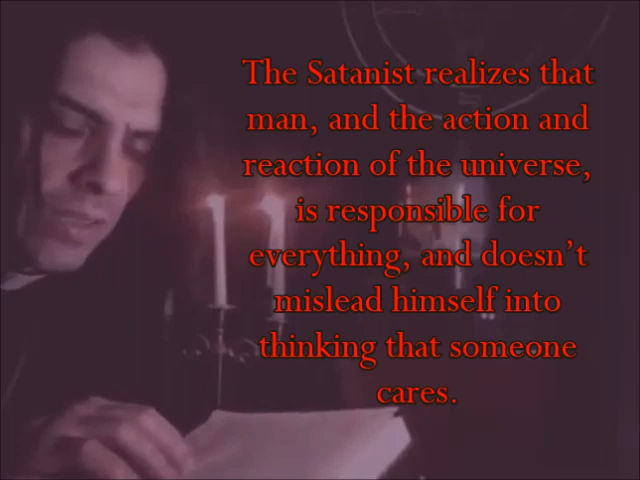 The Satanist realizes that
man, and the action and
reaction of the universe,
is responsible for
everything, and doesn't
mislead himself into
thinking that someone
cares.